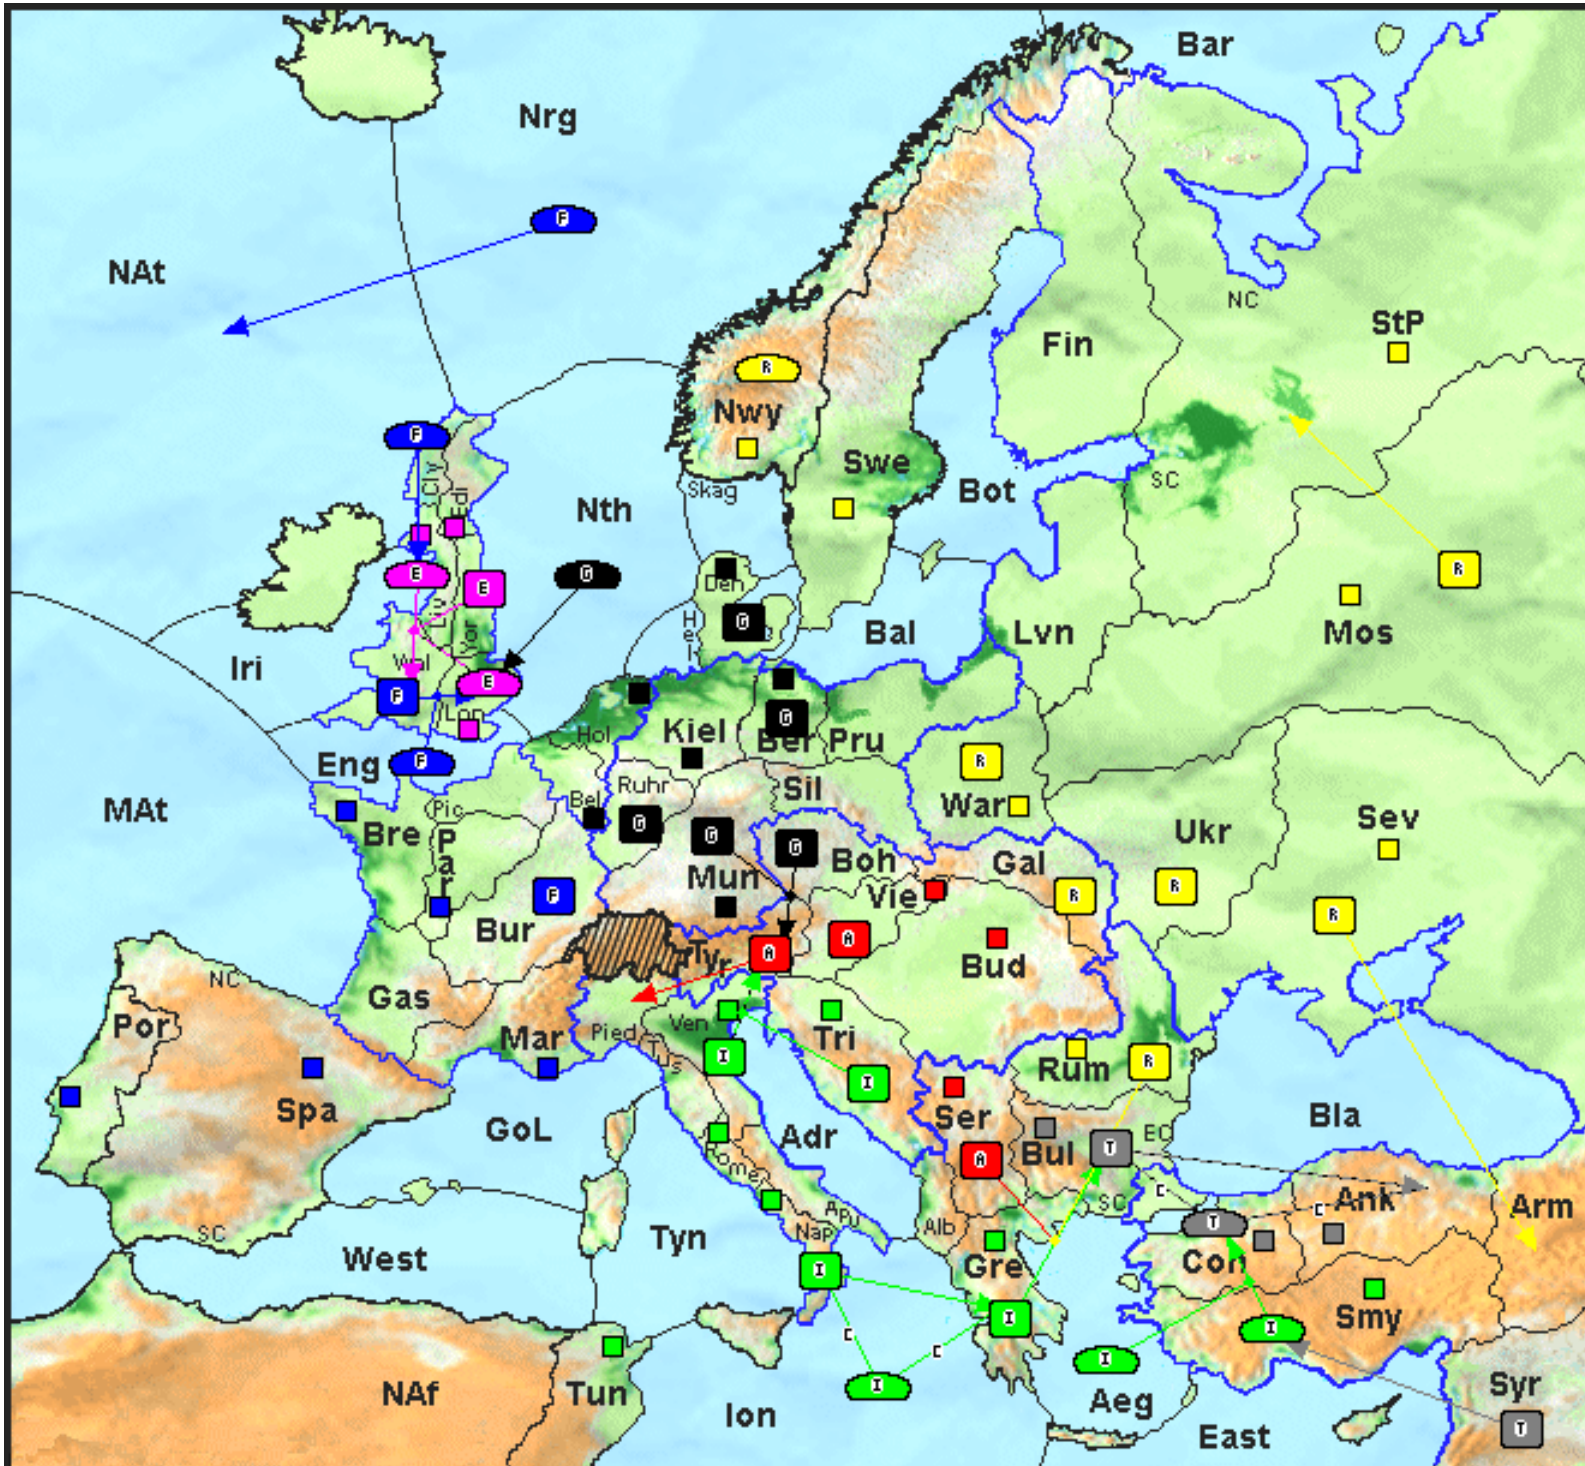 Bar
Nrg
F
NAt
NC
StP
Fin
R
Nwy
F
Swe
SC
Bot
Skag
Nth
R
E
G
E
Den
Mos
G
Bal
Lvn
Iri
Wal
E
F
Lon
Kiel
G
Ber
Pru
Hol
F
Eng
R
Ruhr
Sil
War
MAt
Pic
Bel
Bre
Par
G
G
G
Boh
Ukr
Sev
Gal
Mun
Vie
R
R
F
R
Bur
A
A
Tyr
Bud
NC
Gas
Por
Mar
Pied
Ven
Tri
Tus
I
I
Rum
R
Spa
Ser
GoL
Adr
Bla
Rome
A
Bul
T
EC
SC
C
Ank
C
Arm
Apu
Alb
Nap
T
SC
Tyn
West
Con
Gre
I
I
Smy
I
C
C
I
I
NAf
Tun
Syr
Aeg
Ion
East
T